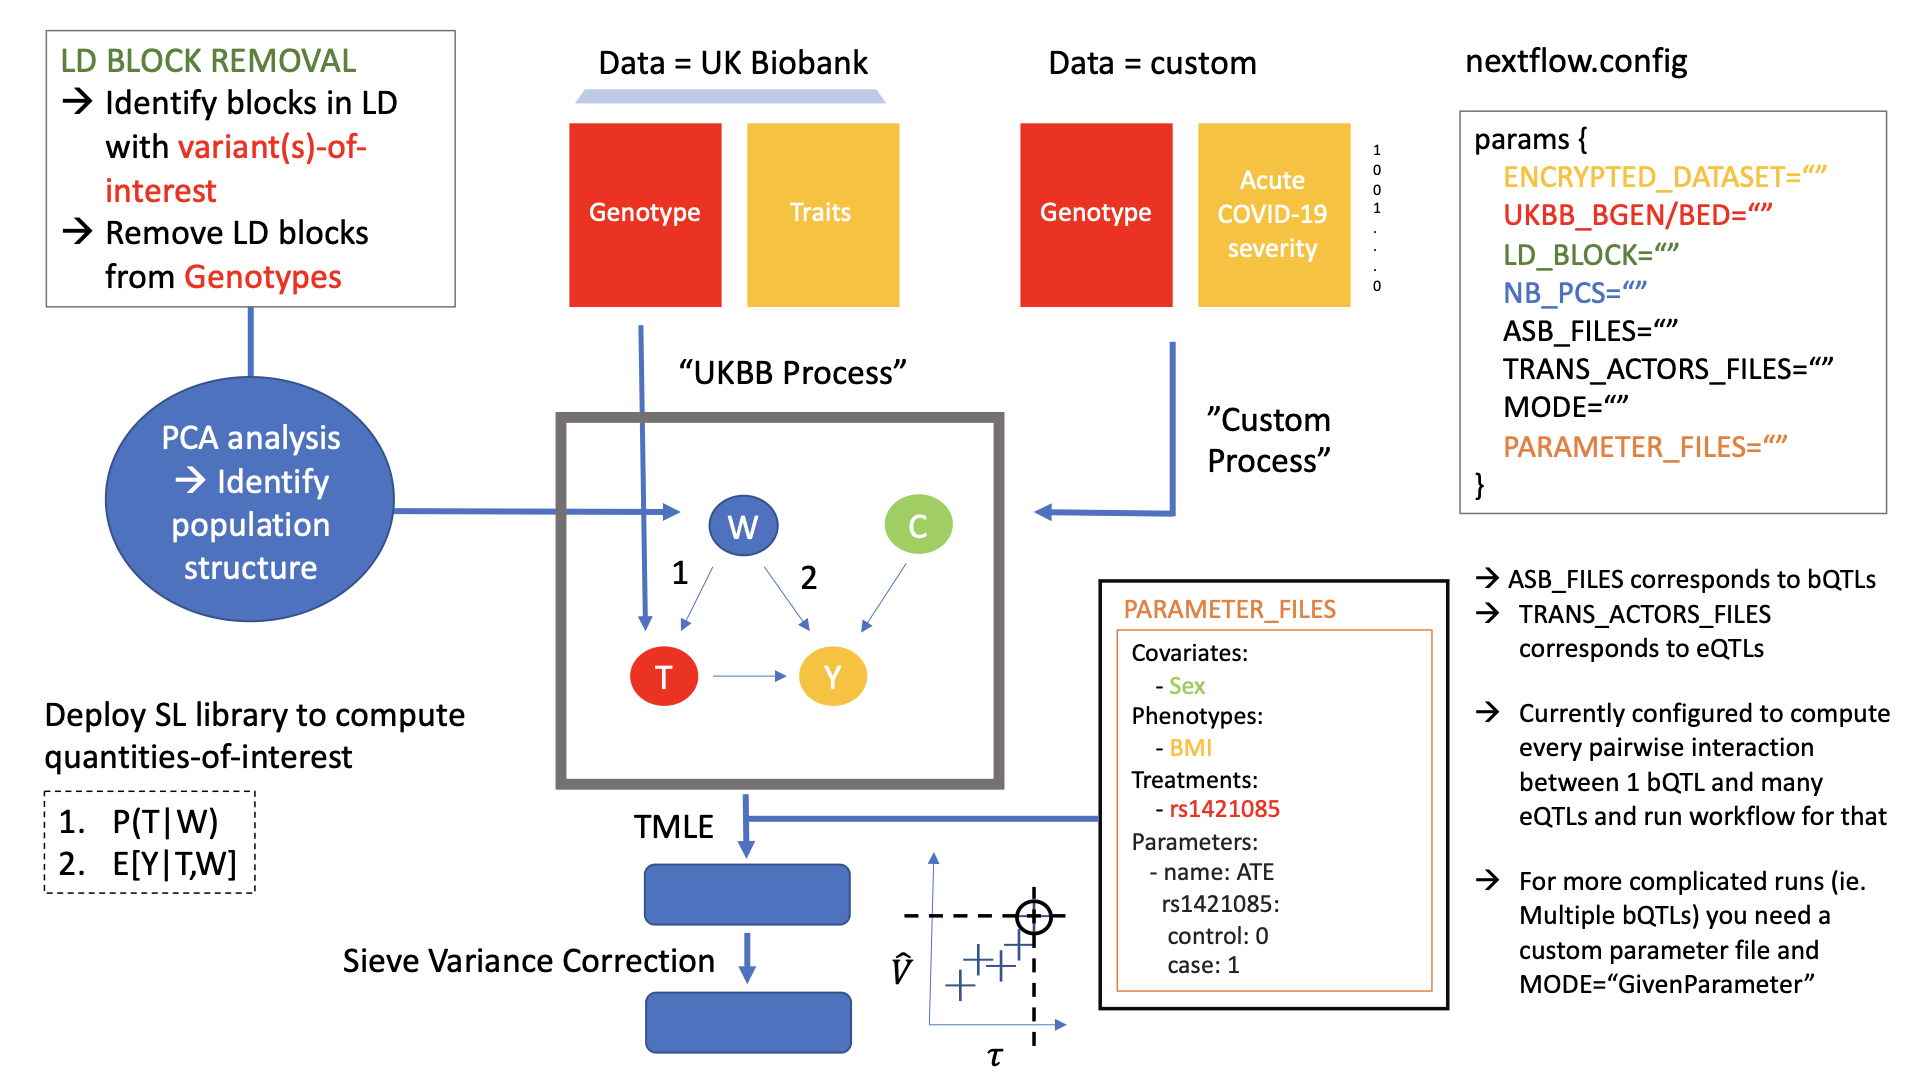 LD BLOCK REMOVAL
→ Identify blocks in LD
with variant(s)-of-
interest
→ Remove LD blocks
from Genotypes
PCA analysis
→ Identify
population
structure
Deploy SL library to compute
quantities-of-interest
1. P(T|W)
2. E[Y|T,W]
Data = UK Biobank
Genotype
Traits
“UKBB Process”
Data = custom
Genotype
Acute
COVID-19
severity
1
0
0
1
.
.
.
0
”Custom
Process”
W
C
1
2
T
Y
TMLE
Sieve Variance Correction
V̂
τ
PARAMETER_FILES
Covariates:
- Sex
Phenotypes:
- BMI
Treatments:
- rs1421085
Parameters:
- name: ATE
rs1421085:
control: 0
case: 1
nextflow.config
params {
ENCRYPTED_DATASET=“”
UKBB_BGEN/BED=“”
LD_BLOCK=“”
NB_PCS=“”
ASB_FILES=“”
TRANS_ACTORS_FILES=“”
MODE=“”
PARAMETER_FILES=“”
}
→ ASB_FILES corresponds to bQTLs
→ TRANS_ACTORS_FILES
corresponds to eQTLs
→ Currently configured to compute
every pairwise interaction
between 1 bQTL and many
eQTLs and run workflow for that
→ For more complicated runs (ie.
Multiple bQTLs) you need a
custom parameter file and
MODE=“GivenParameter”